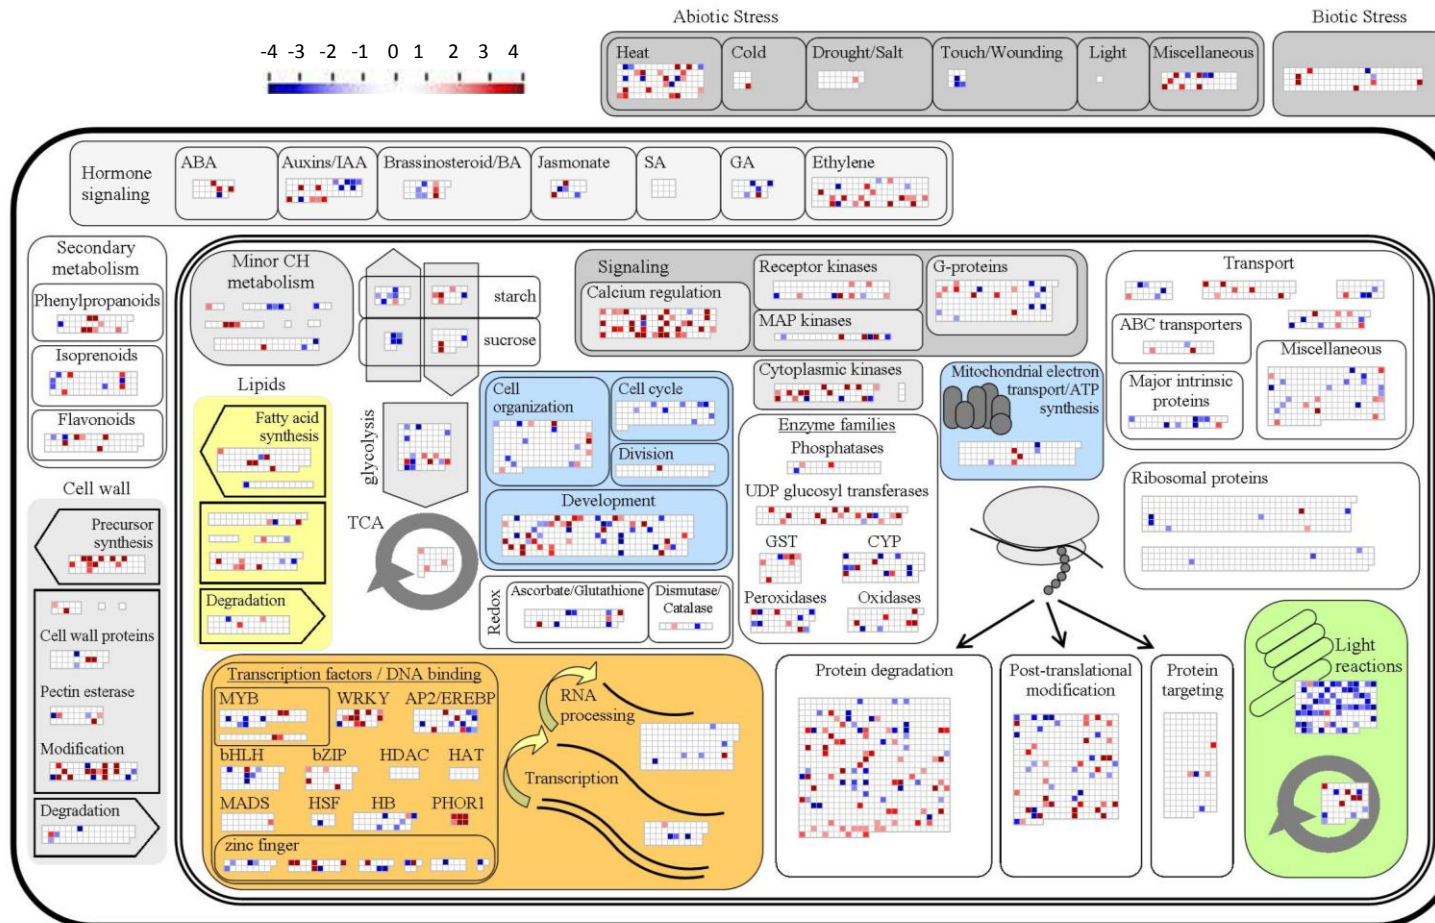 Abiotic Stress
Biotic Stress
-4 -3 -2 -1 0 1 2 3 4
Heat
Cold
Drought/Salt
Touch/Wounding
Light
Miscellaneous
Hormone
signaling
ABA
Auxins/IAA
Brassinosteroid/BA
Jasmonate
SA
GA
Ethylene
Secondary
metabolism
Phenylpropanoids
Isoprenoids
Flavonoids
Cell wall
Precursor
synthesis
Cell wall proteins
Pectin esterase
Modification
Degradation
Minor CH
metabolism
starch
sucrose
Lipids
Fatty acid
synthesis
Degradation
glycolysis
TCA
Signaling
Calcium regulation
Receptor kinases
MAP kinases
G-proteins
Cytoplasmic kinases
Cell
organization
Cell cycle
Division
Development
Redox
Ascorbate/Glutathione
Dismutase/
Catalase
Enzyme families
Phosphatases
UDP glucosyl transferases
GST
CYP
Peroxidases
Oxidases
Mitochondrial electron
transport/ATP
synthesis
Transport
ABC transporters
Major intrinsic
proteins
Miscellaneous
Ribosomal proteins
Transcription factors / DNA binding
MYB
WRKY
AP2/EREBP
bHLH
bZIP
HDAC
HAT
MADS
HSF
HB
PHOR1
zinc finger
RNA
processing
Transcription
Protein degradation
Post-translational
modification
Protein
targeting
Light
reactions